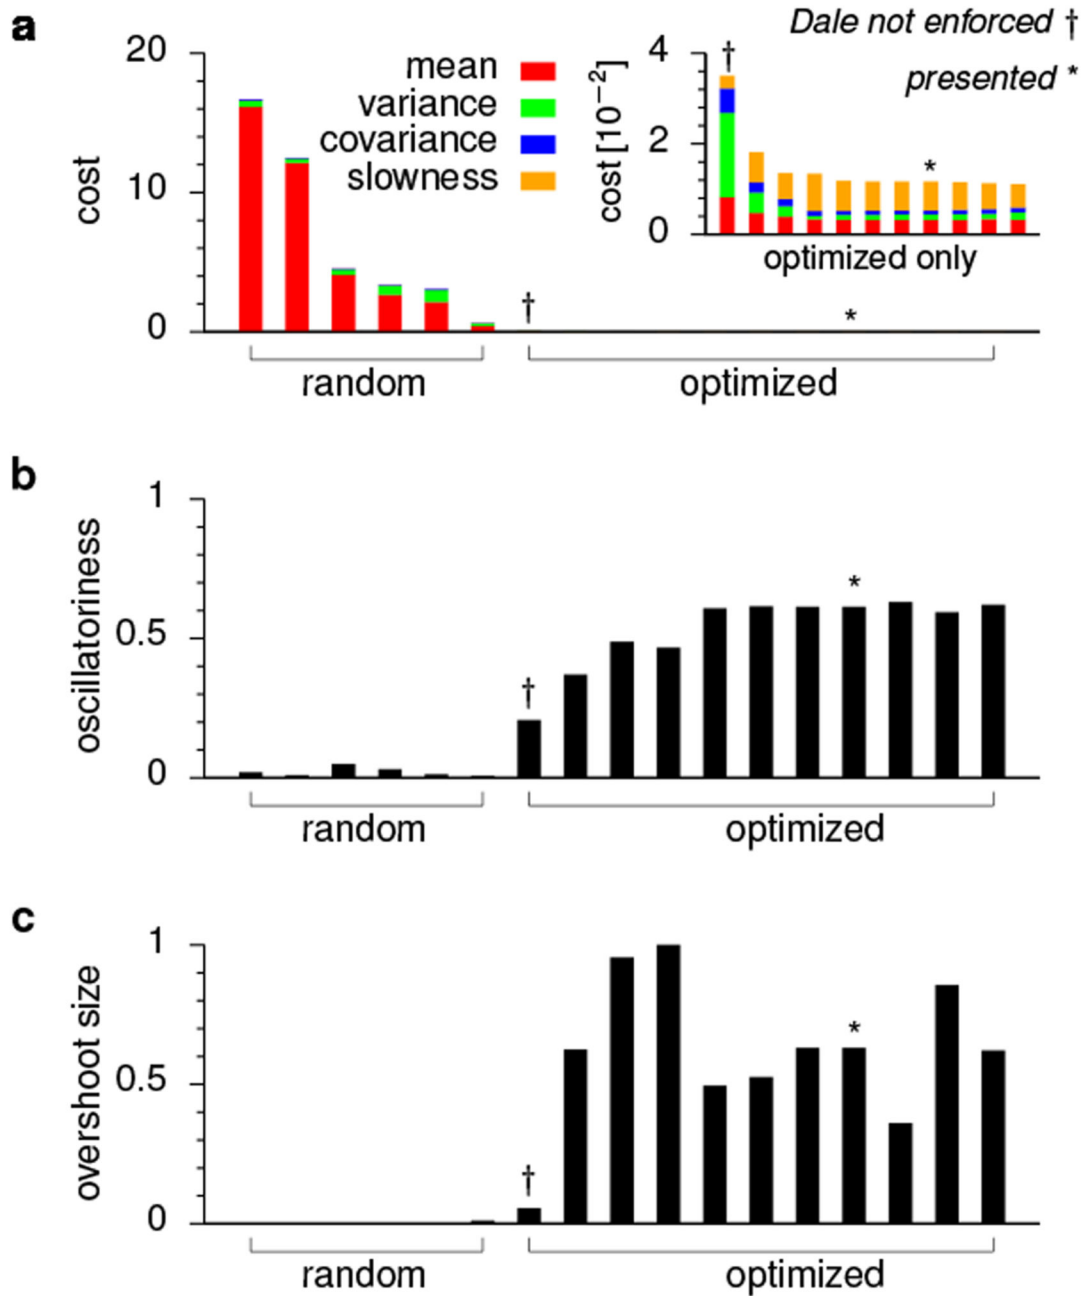 a
Dale not enforced †
presented *
20
10
0
cost
mean
variance
covariance
slowness
†
*
random
optimized
4
2
0
cost [10⁻²]
†
*
optimized only
b
1
0.5
0
oscillatoriness
†
*
random
optimized
c
1
0.5
0
overshoot size
†
*
random
optimized